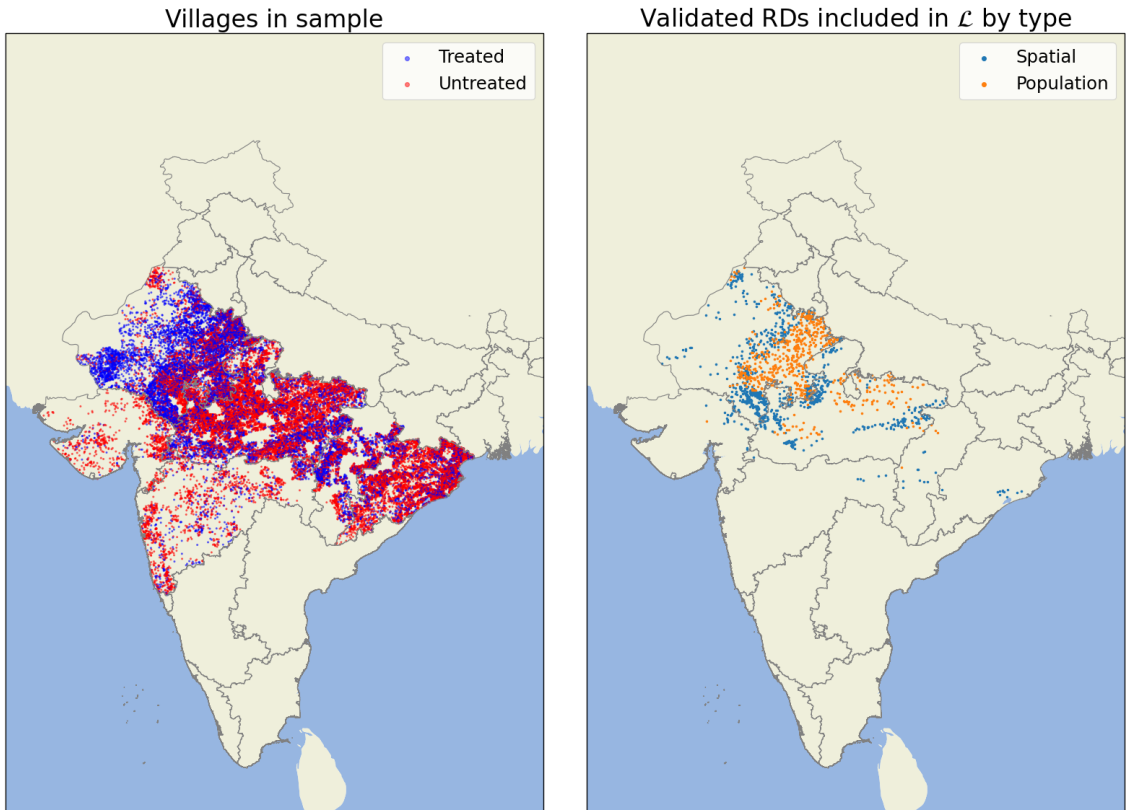 Villages in sample
Treated
Untreated
Validated RDs included in ℒ by type
Spatial
Population